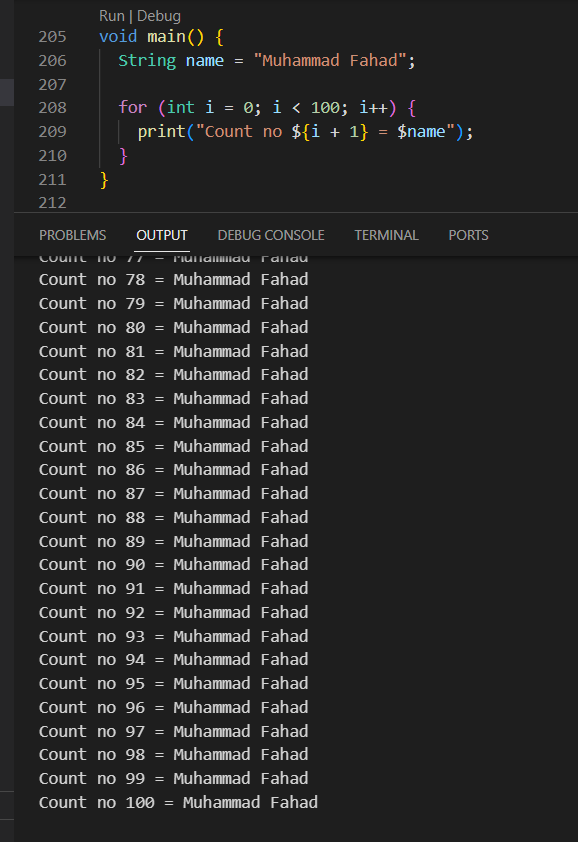 Run | Debug
205 void main() {
206 String name = "Muhammad Fahad";
207
208 for (int i = 0; i < 100; i++) {
209 print("Count no ${i + 1} = $name");
210 }
211 }
212
PROBLEMS OUTPUT DEBUG CONSOLE TERMINAL PORTS
Count no 77 = Muhammad Fahad
Count no 78 = Muhammad Fahad
Count no 79 = Muhammad Fahad
Count no 80 = Muhammad Fahad
Count no 81 = Muhammad Fahad
Count no 82 = Muhammad Fahad
Count no 83 = Muhammad Fahad
Count no 84 = Muhammad Fahad
Count no 85 = Muhammad Fahad
Count no 86 = Muhammad Fahad
Count no 87 = Muhammad Fahad
Count no 88 = Muhammad Fahad
Count no 89 = Muhammad Fahad
Count no 90 = Muhammad Fahad
Count no 91 = Muhammad Fahad
Count no 92 = Muhammad Fahad
Count no 93 = Muhammad Fahad
Count no 94 = Muhammad Fahad
Count no 95 = Muhammad Fahad
Count no 96 = Muhammad Fahad
Count no 97 = Muhammad Fahad
Count no 98 = Muhammad Fahad
Count no 99 = Muhammad Fahad
Count no 100 = Muhammad Fahad